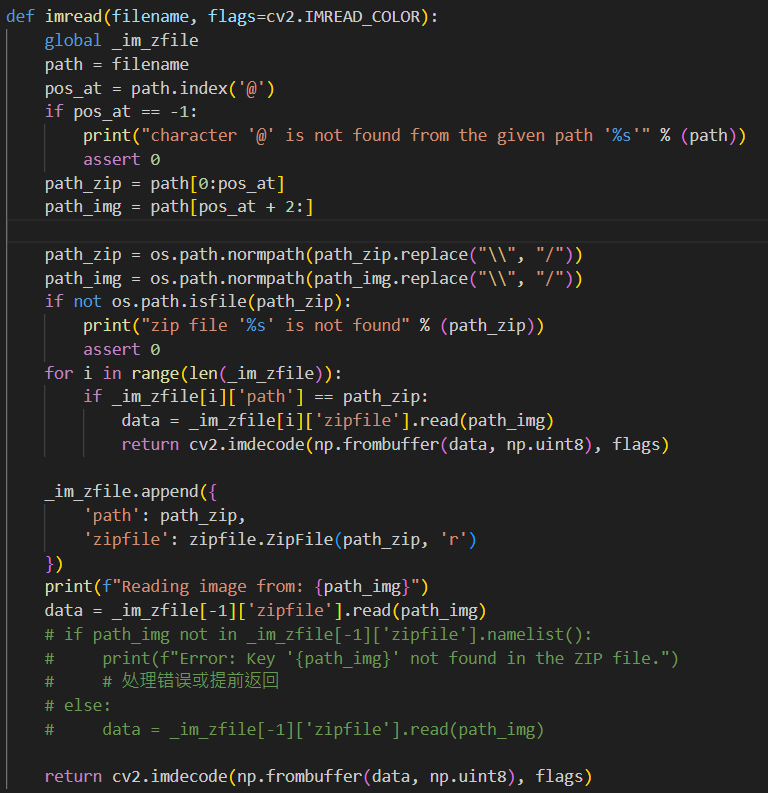 def imread(filename, flags=cv2.IMREAD_COLOR):
    global _im_zfile
    path = filename
    pos_at = path.index('@')
    if pos_at == -1:
        print("character '@' is not found from the given path '%s'" % (path))
        assert 0
    path_zip = path[0:pos_at]
    path_img = path[pos_at + 2:]

    path_zip = os.path.normpath(path_zip.replace("\\", "/"))
    path_img = os.path.normpath(path_img.replace("\\", "/"))
    if not os.path.isfile(path_zip):
        print("zip file '%s' is not found" % (path_zip))
        assert 0
    for i in range(len(_im_zfile)):
        if _im_zfile[i]['path'] == path_zip:
            data = _im_zfile[i]['zipfile'].read(path_img)
            return cv2.imdecode(np.frombuffer(data, np.uint8), flags)

    _im_zfile.append({
        'path': path_zip,
        'zipfile': zipfile.ZipFile(path_zip, 'r')
    })
    print(f"Reading image from: {path_img}")
    data = _im_zfile[-1]['zipfile'].read(path_img)
    # if path_img not in _im_zfile[-1]['zipfile'].namelist():
    #     print(f"Error: Key '{path_img}' not found in the ZIP file.")
    #     # 处理错误或提前返回
    # else:
    #     data = _im_zfile[-1]['zipfile'].read(path_img)

    return cv2.imdecode(np.frombuffer(data, np.uint8), flags)